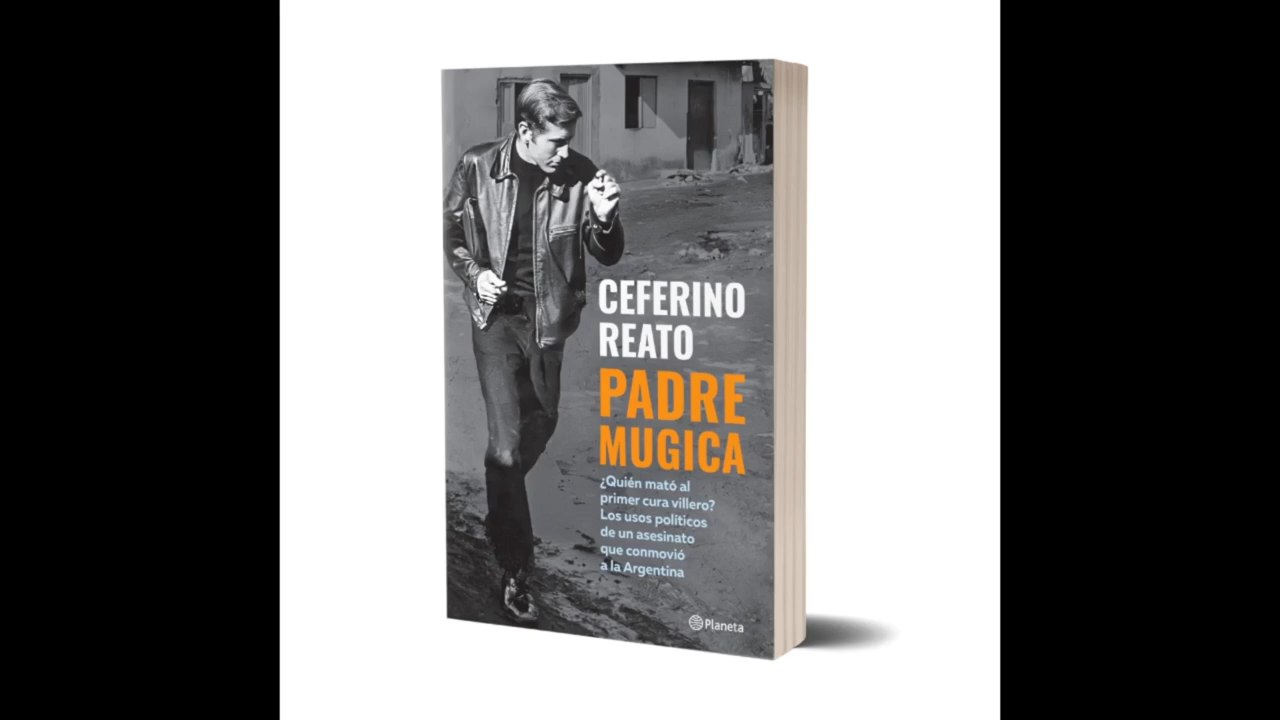 CEFERINO
REATO
PADRE
MUGICA
¿Quién mató al
primer cura villero?
Los usos políticos
de un asesinato
que conmovió
a la Argentina
Planeta